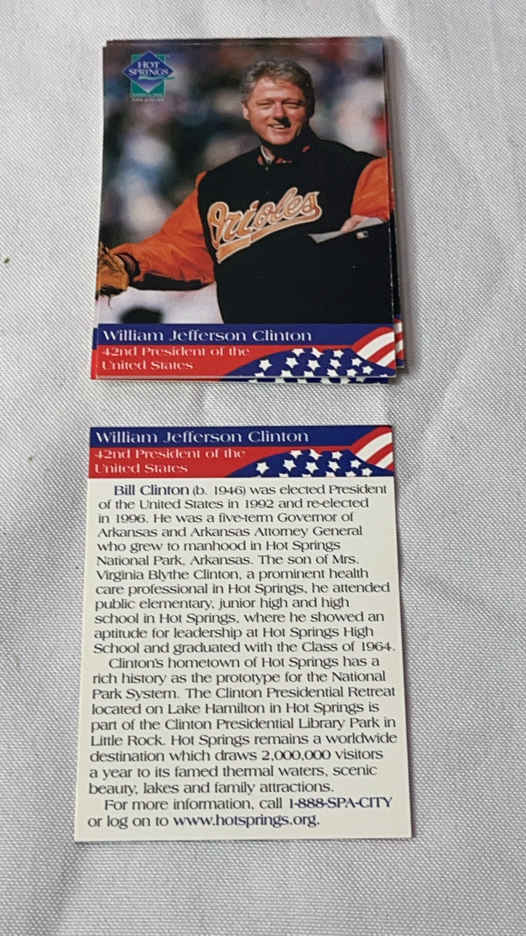 HOT
SPRINGS
Orioles
William Jefferson Clinton
42nd President of the
United States
William Jefferson Clinton
42nd President of the
United States
Bill Clinton (b. 1946) was elected President
of the United States in 1992 and re-elected
in 1996. He was a five-term Governor of
Arkansas and Arkansas Attorney General
who grew to manhood in Hot Springs
National Park, Arkansas. The son of Mrs.
Virginia Blythe Clinton, a prominent health
care professional in Hot Springs, he attended
public elementary, junior high and high
school in Hot Springs, where he showed an
aptitude for leadership at Hot Springs High
School and graduated with the Class of 1964.
Clinton's hometown of Hot Springs has a
rich history as the prototype for the National
Park System. The Clinton Presidential Retreat
located on Lake Hamilton in Hot Springs is
part of the Clinton Presidential Library Park in
Little Rock. Hot Springs remains a worldwide
destination which draws 2,000,000 visitors
a year to its famed thermal waters, scenic
beauty, lakes and family attractions.
For more information, call 1-888-SPA-CITY
or log on to www.hotsprings.org.